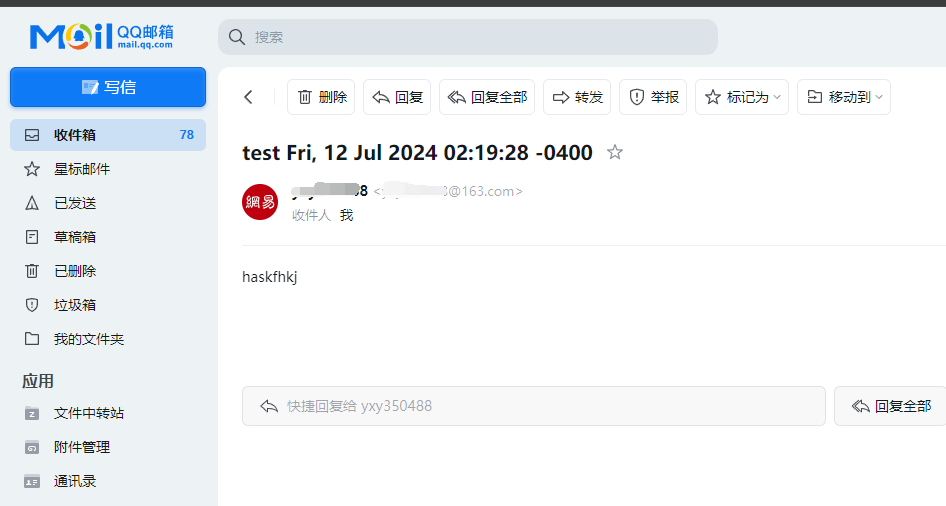 Mail QQ邮箱
mail.qq.com
搜索
写信
收件箱 78
星标邮件
已发送
草稿箱
已删除
垃圾箱
我的文件夹
应用
文件中转站
附件管理
通讯录
删除 回复 回复全部 转发 举报 标记为 移动到
test Fri, 12 Jul 2024 02:19:28 -0400
網易
8 @163.com>
收件人 我
haskfhkj
快捷回复给 yxy350488
回复全部